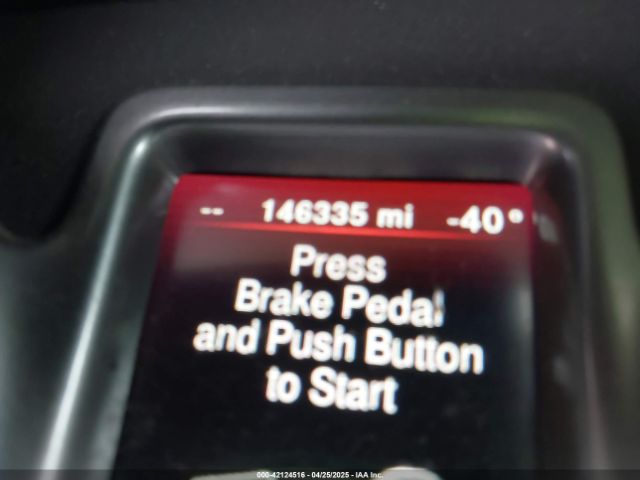 -- 146335 mi -40°
Press
Brake Pedal
and Push Button
to Start
000-42124516 - 04/25/2025 - IAA Inc.